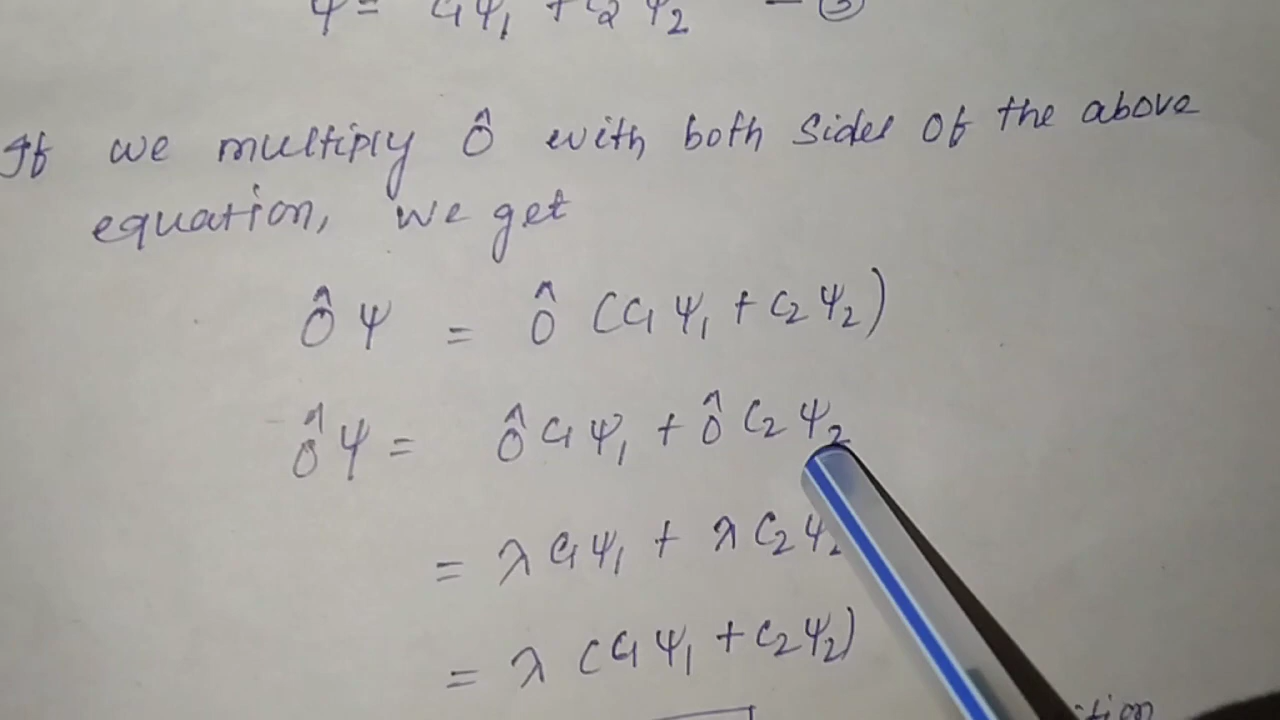 ψ = C₁ψ₁ + C₂ψ₂ — ③
If we multiply Ô with both sides of the above
equation, we get
Ôψ = Ô (C₁ψ₁ + C₂ψ₂)
Ôψ = ÔC₁ψ₁ + ÔC₂ψ₂
= λC₁ψ₁ + λC₂ψ₂
= λ (C₁ψ₁ + C₂ψ₂)